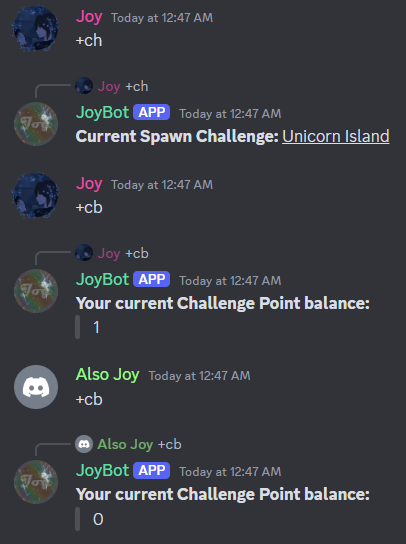 Joy Today at 12:47 AM
+ch
Joy +ch
JoyBot APP Today at 12:47 AM
Current Spawn Challenge: Unicorn Island
Joy Today at 12:47 AM
+cb
Joy +cb
JoyBot APP Today at 12:47 AM
Your current Challenge Point balance:
1
Also Joy Today at 12:47 AM
+cb
Also Joy +cb
JoyBot APP Today at 12:47 AM
Your current Challenge Point balance:
0